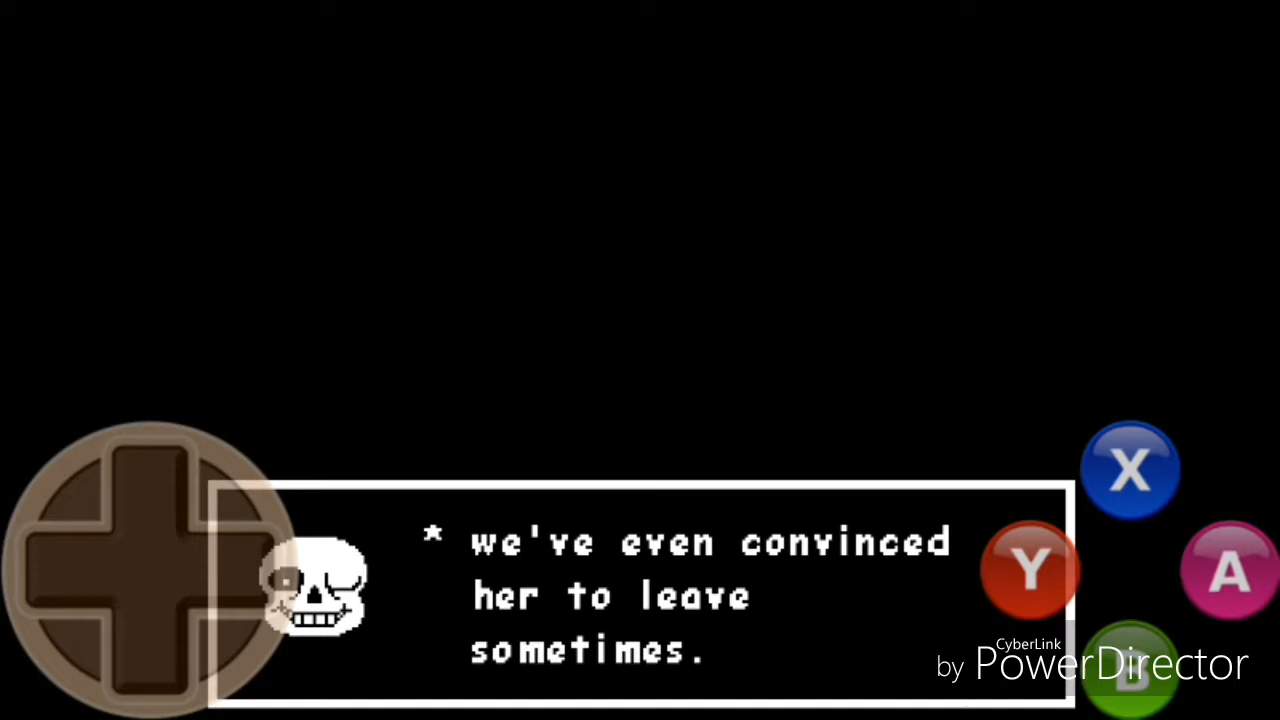 * we've even convinced
her to leave
sometimes.
X
Y
A
B
CyberLink
by PowerDirector